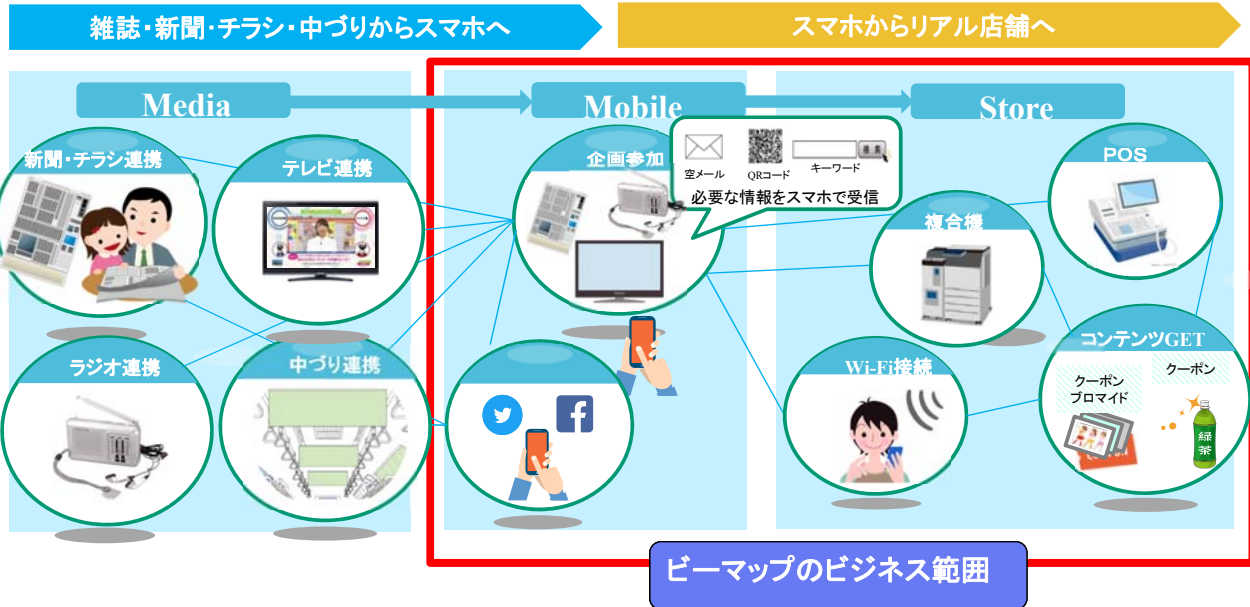 雑誌・新聞・チラシ・中づりからスマホへ
スマホからリアル店舗へ
Media
Mobile
Store
新聞・チラシ連携
テレビ連携
ラジオ連携
中づり連携
企画参加
空メール
QRコード
キーワード
検索
必要な情報をスマホで受信
複合機
POS
Wi-Fi接続
コンテンツGET
クーポン
ブロマイド
クーポン
緑
茶
ビーマップのビジネス範囲